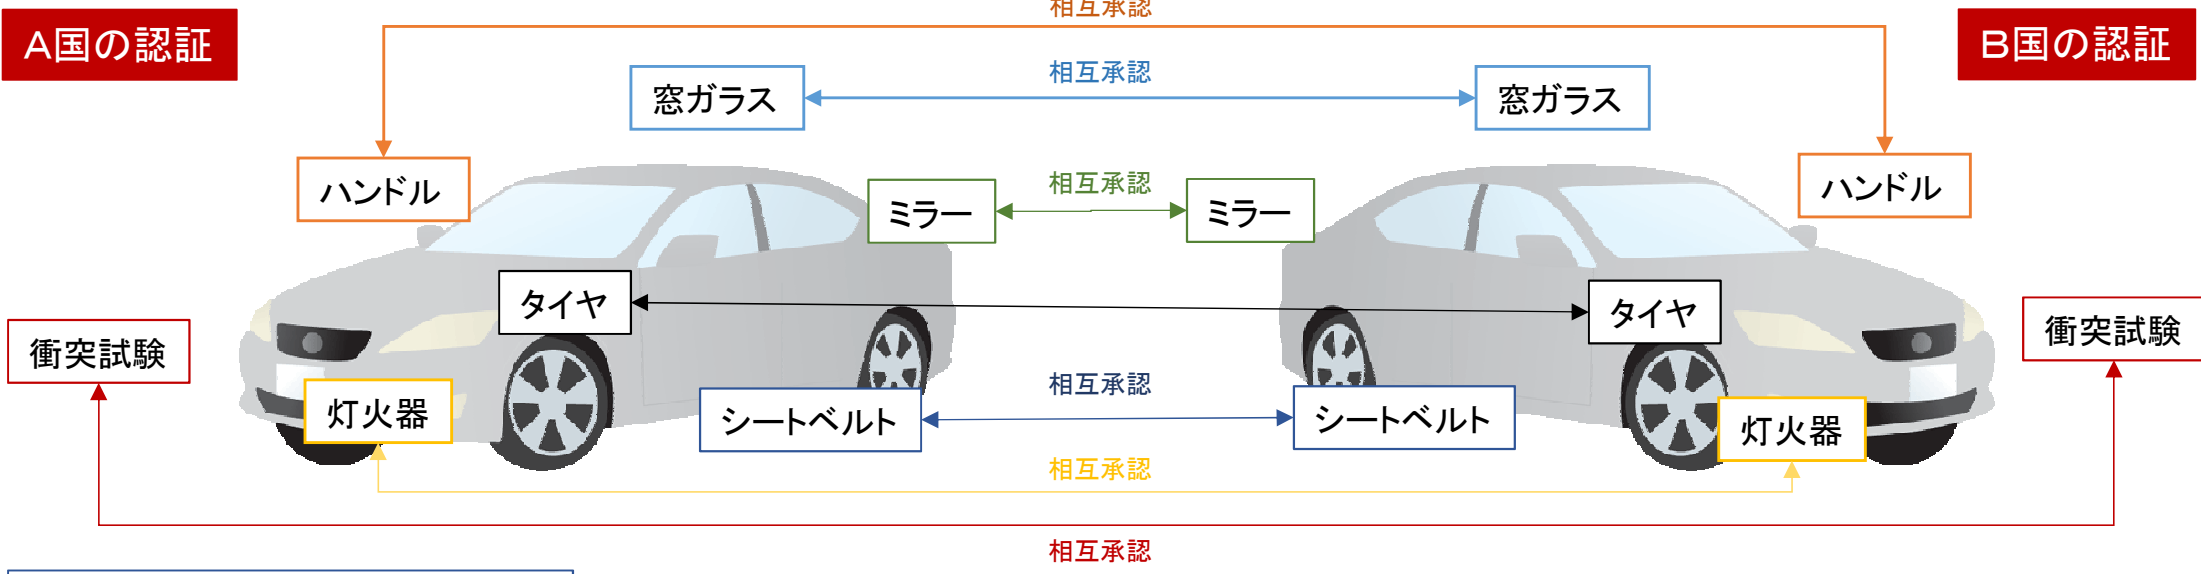 相互承認
A国の認証
B国の認証
相互承認
窓ガラス
窓ガラス
ハンドル
相互承認
ハンドル
ミラー
ミラー
タイヤ
タイヤ
衝突試験
衝突試験
相互承認
灯火器
シートベルト
シートベルト
灯火器
相互承認
相互承認